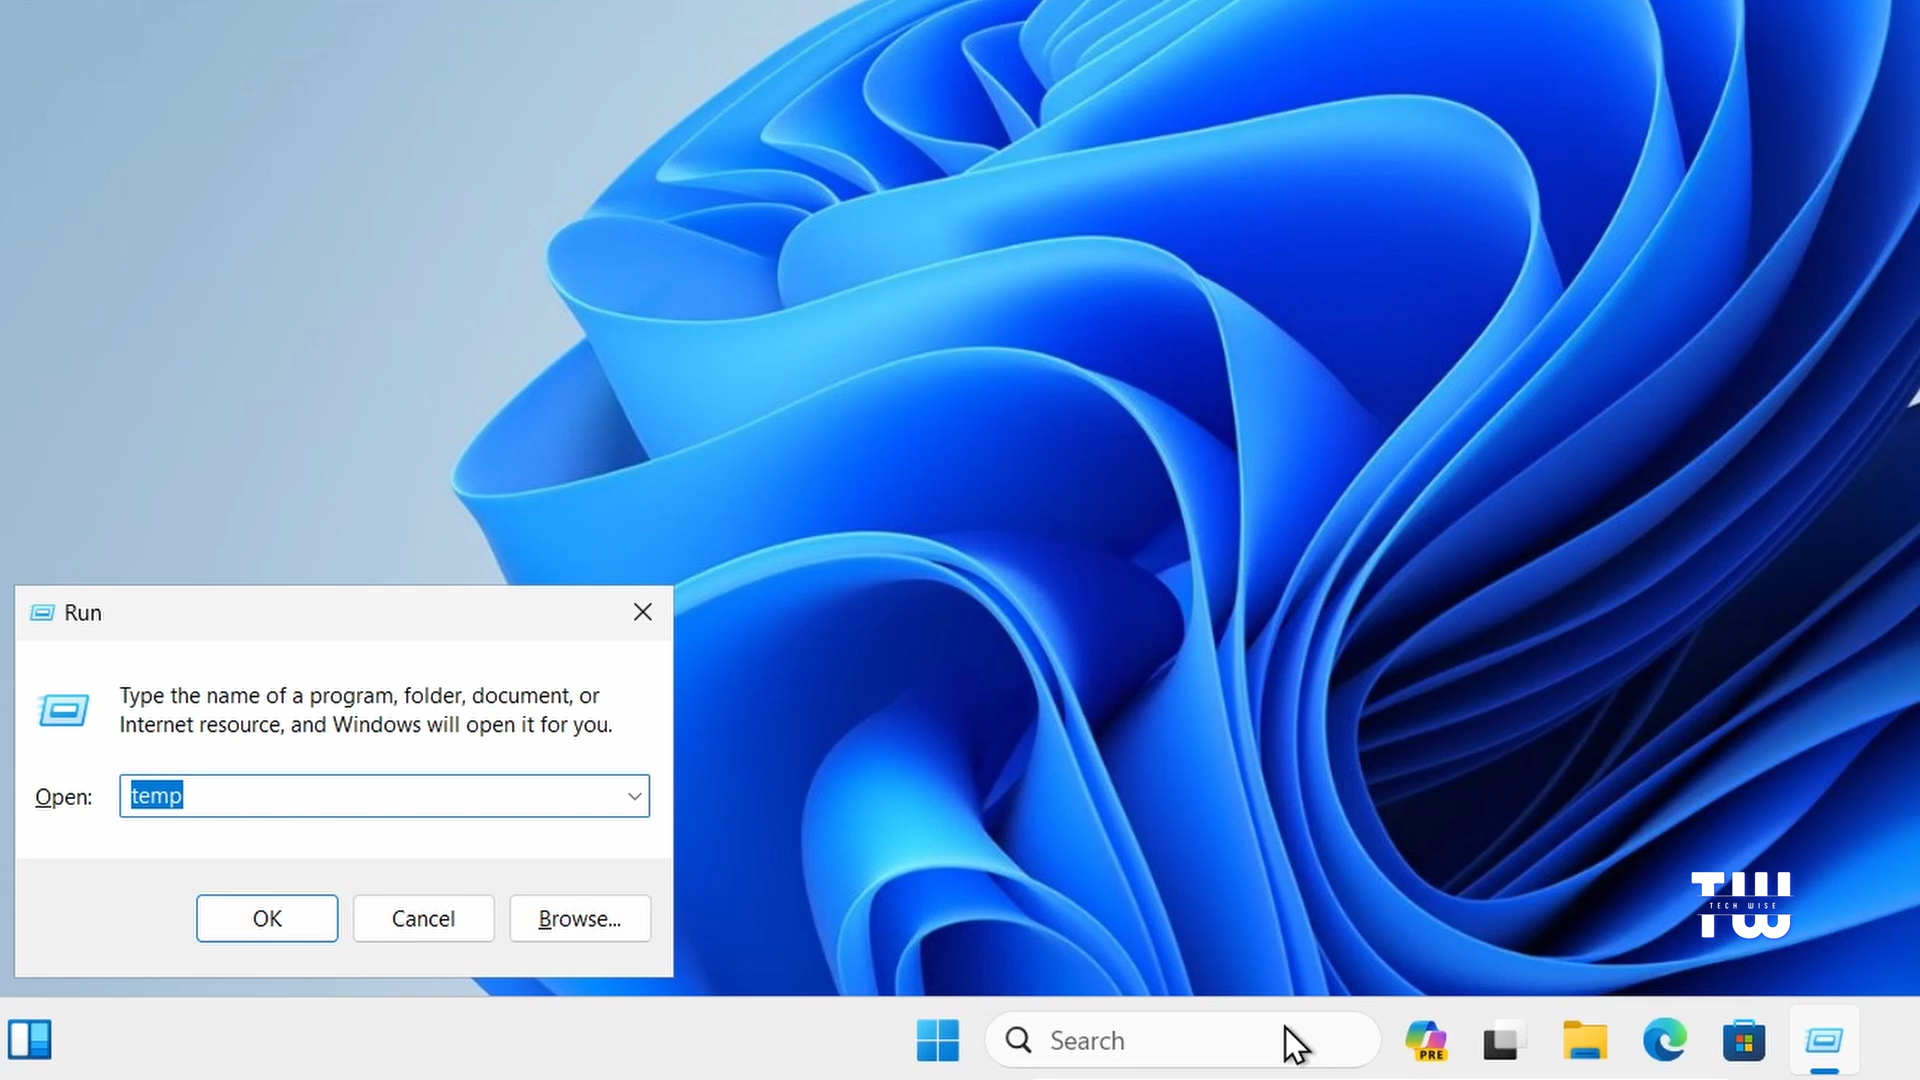 Run
Type the name of a program, folder, document, or
Internet resource, and Windows will open it for you.
Open: temp
OK Cancel Browse...
TW
TECH WISE
Search
PRE